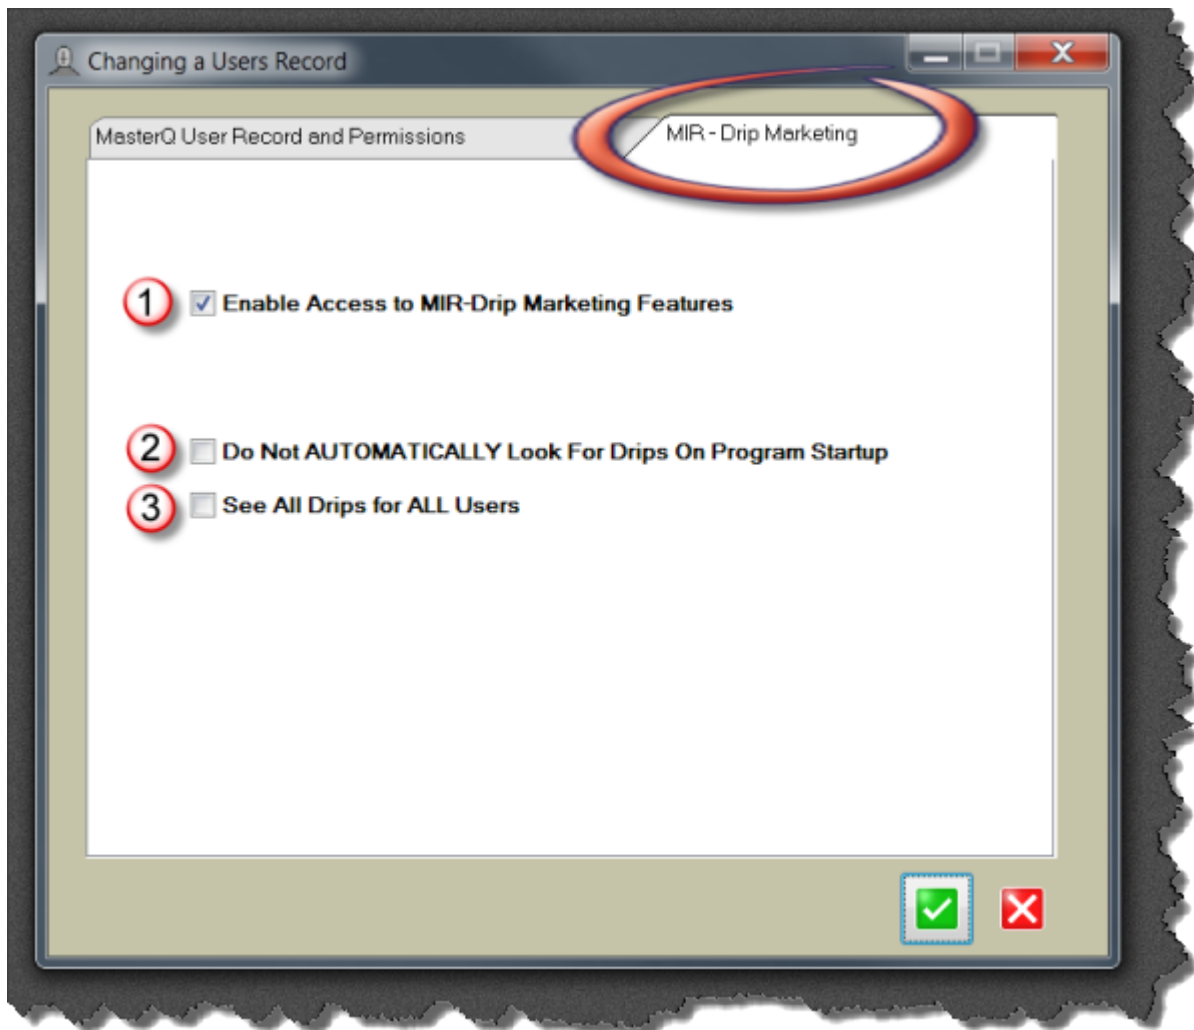 Changing a Users Record
MasterQ User Record and Permissions
MIR - Drip Marketing
1 Enable Access to MIR-Drip Marketing Features
2 Do Not AUTOMATICALLY Look For Drips On Program Startup
3 See All Drips for ALL Users